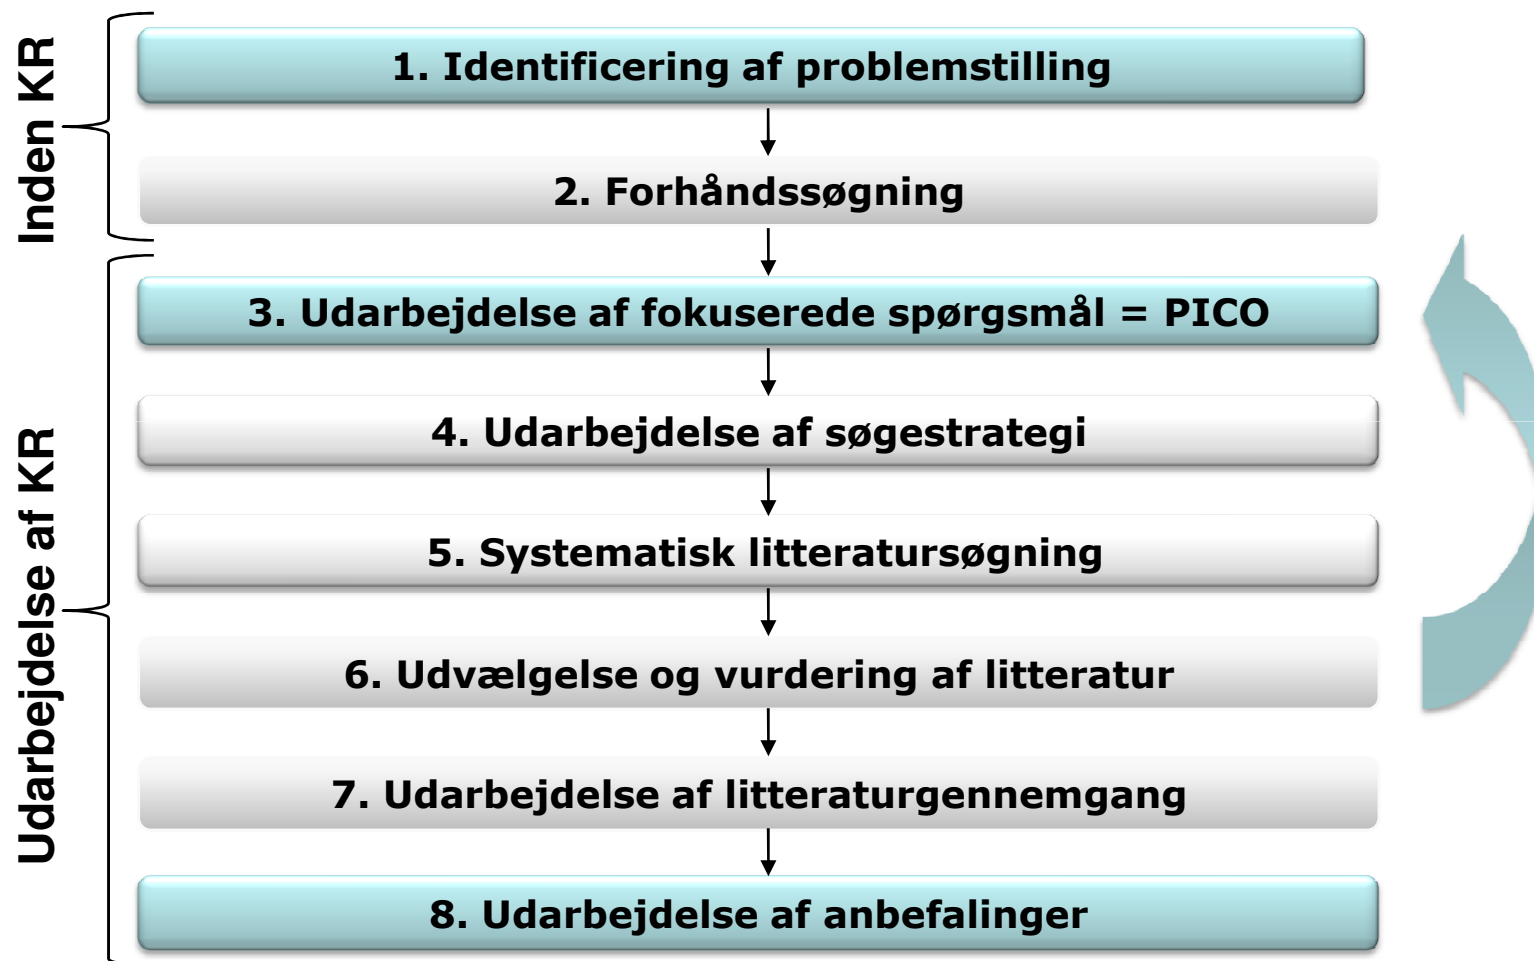 Inden KR
1. Identificering af problemstilling
2. Forhåndssøgning
Udarbejdelse af KR
3. Udarbejdelse af fokuserede spørgsmål = PICO
4. Udarbejdelse af søgestrategi
5. Systematisk litteratursøgning
6. Udvælgelse og vurdering af litteratur
7. Udarbejdelse af litteraturgennemgang
8. Udarbejdelse af anbefalinger